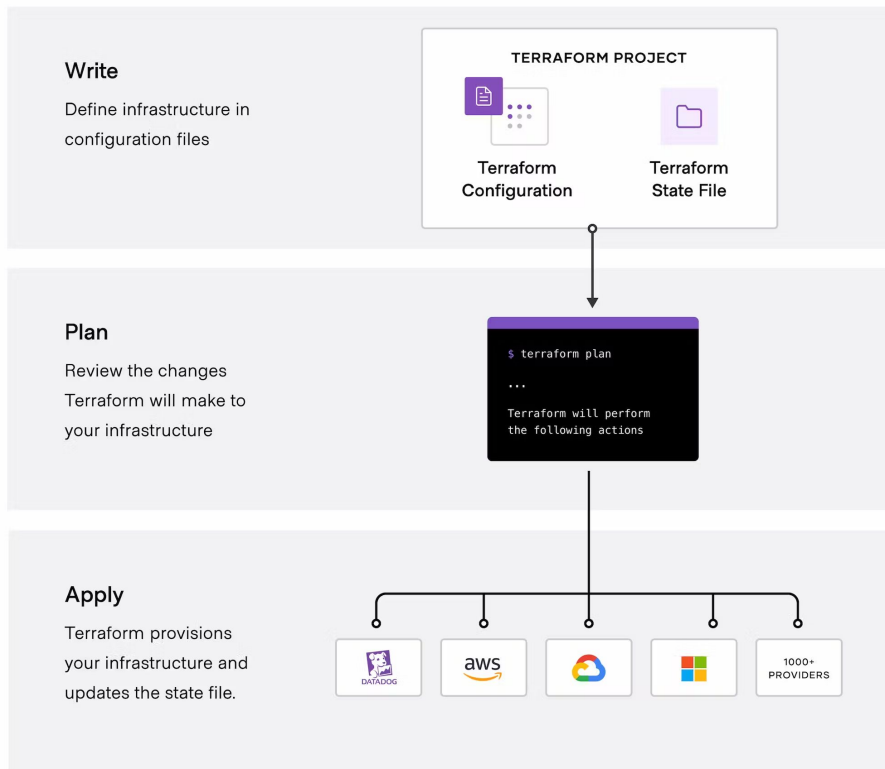 Write
Define infrastructure in
configuration files
TERRAFORM PROJECT
Terraform
Configuration
Terraform
State File
Plan
Review the changes
Terraform will make to
your infrastructure
$ terraform plan
...
Terraform will perform
the following actions
Apply
Terraform provisions
your infrastructure and
updates the state file.
DATADOG
aws
1000+
PROVIDERS